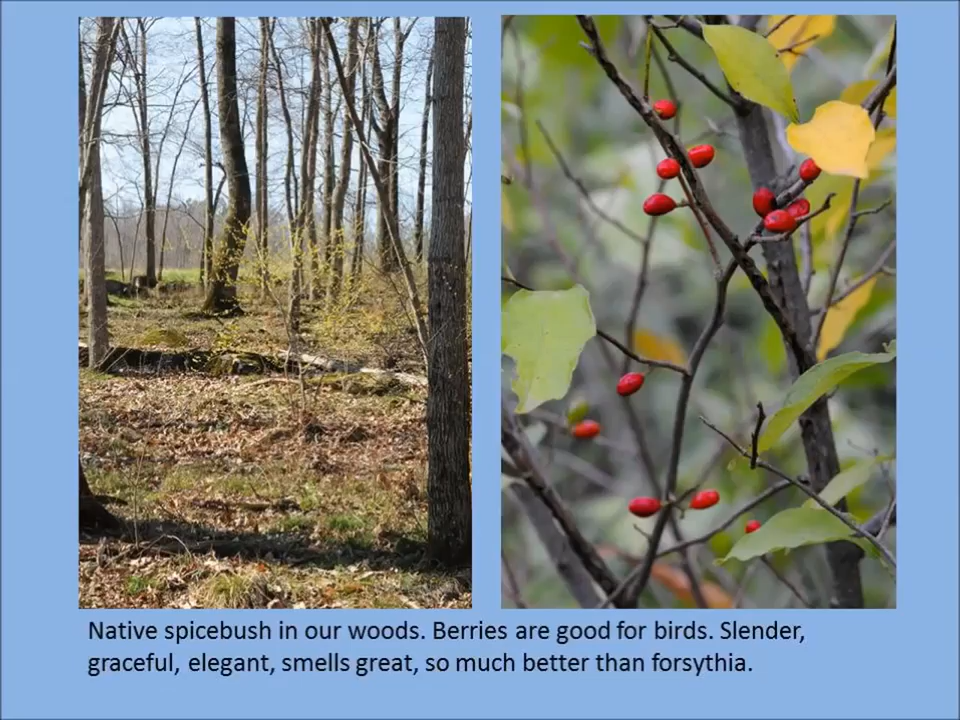 Native spicebush in our woods. Berries are good for birds. Slender,
graceful, elegant, smells great, so much better than forsythia.